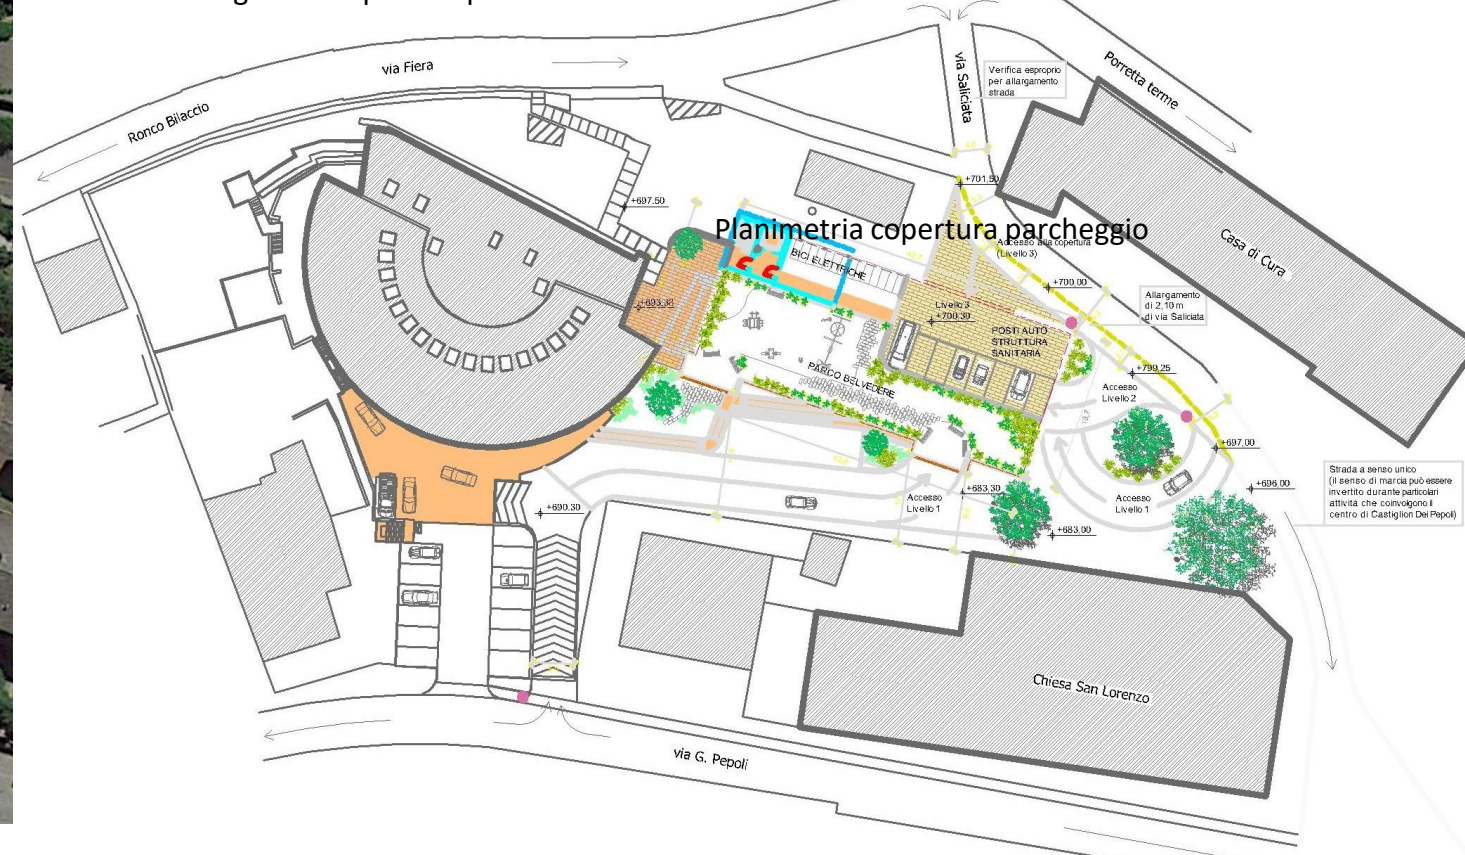 via Fiera
Ronco Bilaccio
via Saliciata
Verifica esproprio
per allargamento
strada
Porretta terme
+701,50
+697.50
Planimetria copertura parcheggio
Accesso alla copertura
(Livello 3)
Casa di Cura
BICI ELETTRICHE
+700,00
Allargamento
di 2,10 m
di via Saliciata
+693,30
Livello 3
+700,30
POSTI AUTO
STRUTTURA
SANITARIA
PARCO BELVEDERE
+799,25
Accesso
Livello 2
+697,00
+696,00
Strada a senso unico
(il senso di marcia può essere
invertito durante particolari
attività che coinvolgono il
centro di Castiglion Dei Pepoli)
+690.30
Accesso
Livello 1
+683,30
Accesso
Livello 1
+683,00
Chiesa San Lorenzo
via G. Pepoli